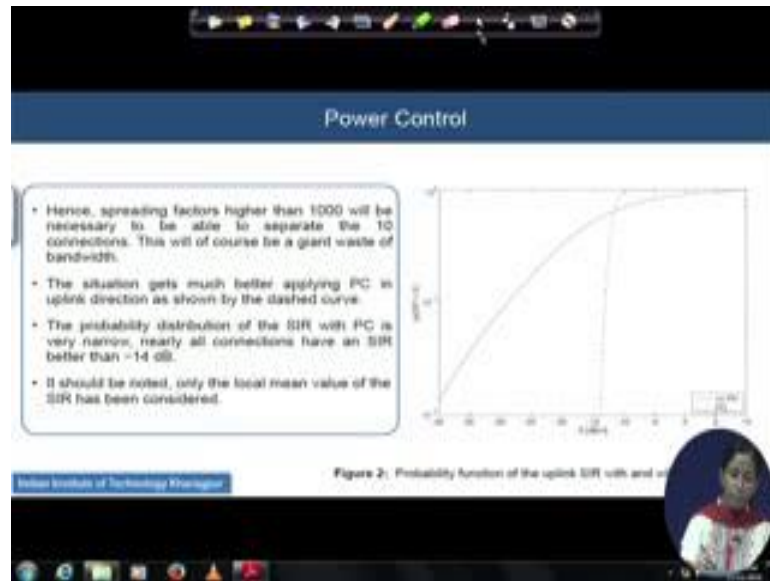 Power Control
• Hence, spreading factors higher than 1000 will be
necessary to be able to separate the 10
connections. This will of course be a giant waste of
bandwidth.
• The situation gets much better applying PC in
uplink direction as shown by the dashed curve.
• The probability distribution of the SIR with PC is
very narrow, nearly all connections have an SIR
better than −14 dB.
• It should be noted, only the local mean value of the
SIR has been considered.
Figure 2: Probability function of the uplink SIR with and
Indian Institute of Technology Kharagpur